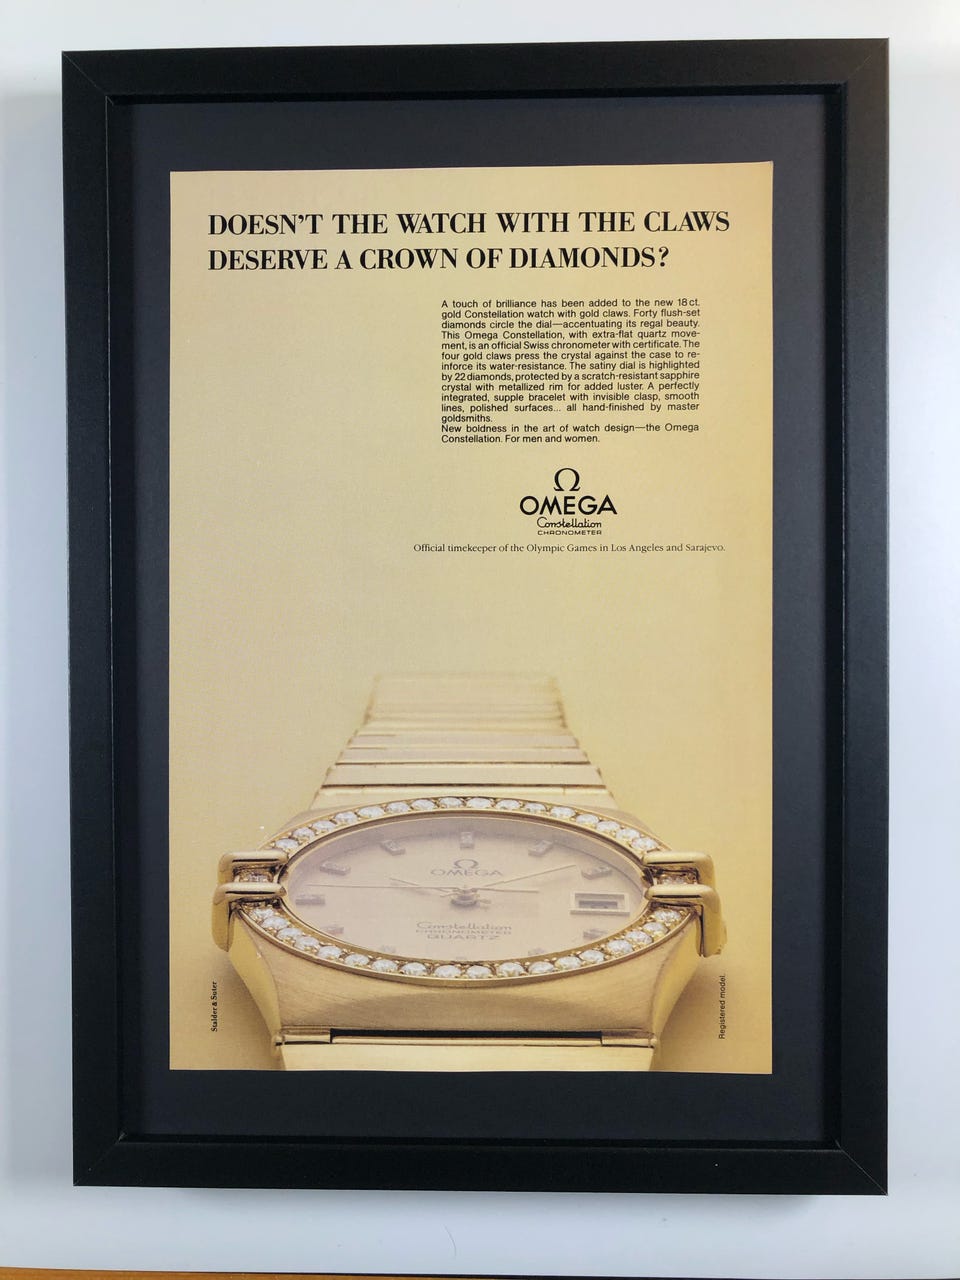 DOESN'T THE WATCH WITH THE CLAWS
DESERVE A CROWN OF DIAMONDS?
A touch of brilliance has been added to the new 18 ct.
gold Constellation watch with gold claws. Forty flush-set
diamonds circle the dial—accentuating its regal beauty.
This Omega Constellation, with extra-flat quartz move-
ment, is an official Swiss chronometer with certificate. The
four gold claws press the crystal against the case to re-
inforce its water-resistance. The satiny dial is highlighted
by 22 diamonds, protected by a scratch-resistant sapphire
crystal with metallized rim for added luster. A perfectly
integrated, supple bracelet with invisible clasp, smooth
lines, polished surfaces... all hand-finished by master
goldsmiths.
New boldness in the art of watch design—the Omega
Constellation. For men and women.
Ω
OMEGA
Constellation
CHRONOMETER
Official timekeeper of the Olympic Games in Los Angeles and Sarajevo.
Ω
OMEGA
Constellation
CHRONOMETER
QUARTZ
Stalder & Suter
Registered model.